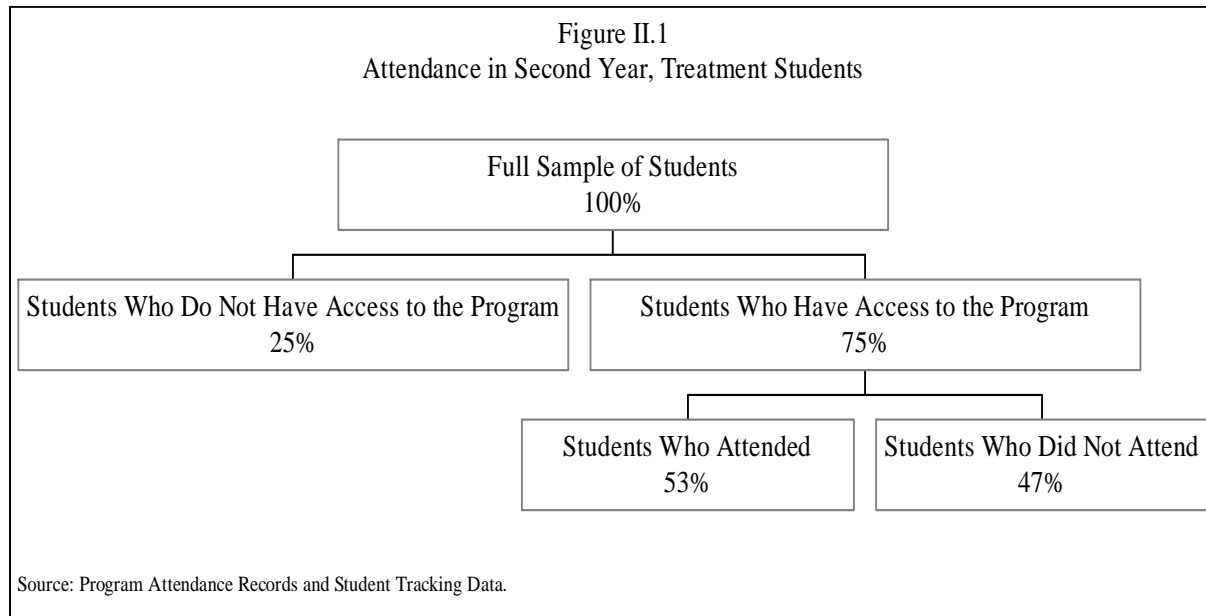 Figure II.1
Attendance in Second Year, Treatment Students
Full Sample of Students
100%
Students Who Do Not Have Access to the Program
25%
Students Who Have Access to the Program
75%
Students Who Attended
53%
Students Who Did Not Attend
47%
Source: Program Attendance Records and Student Tracking Data.